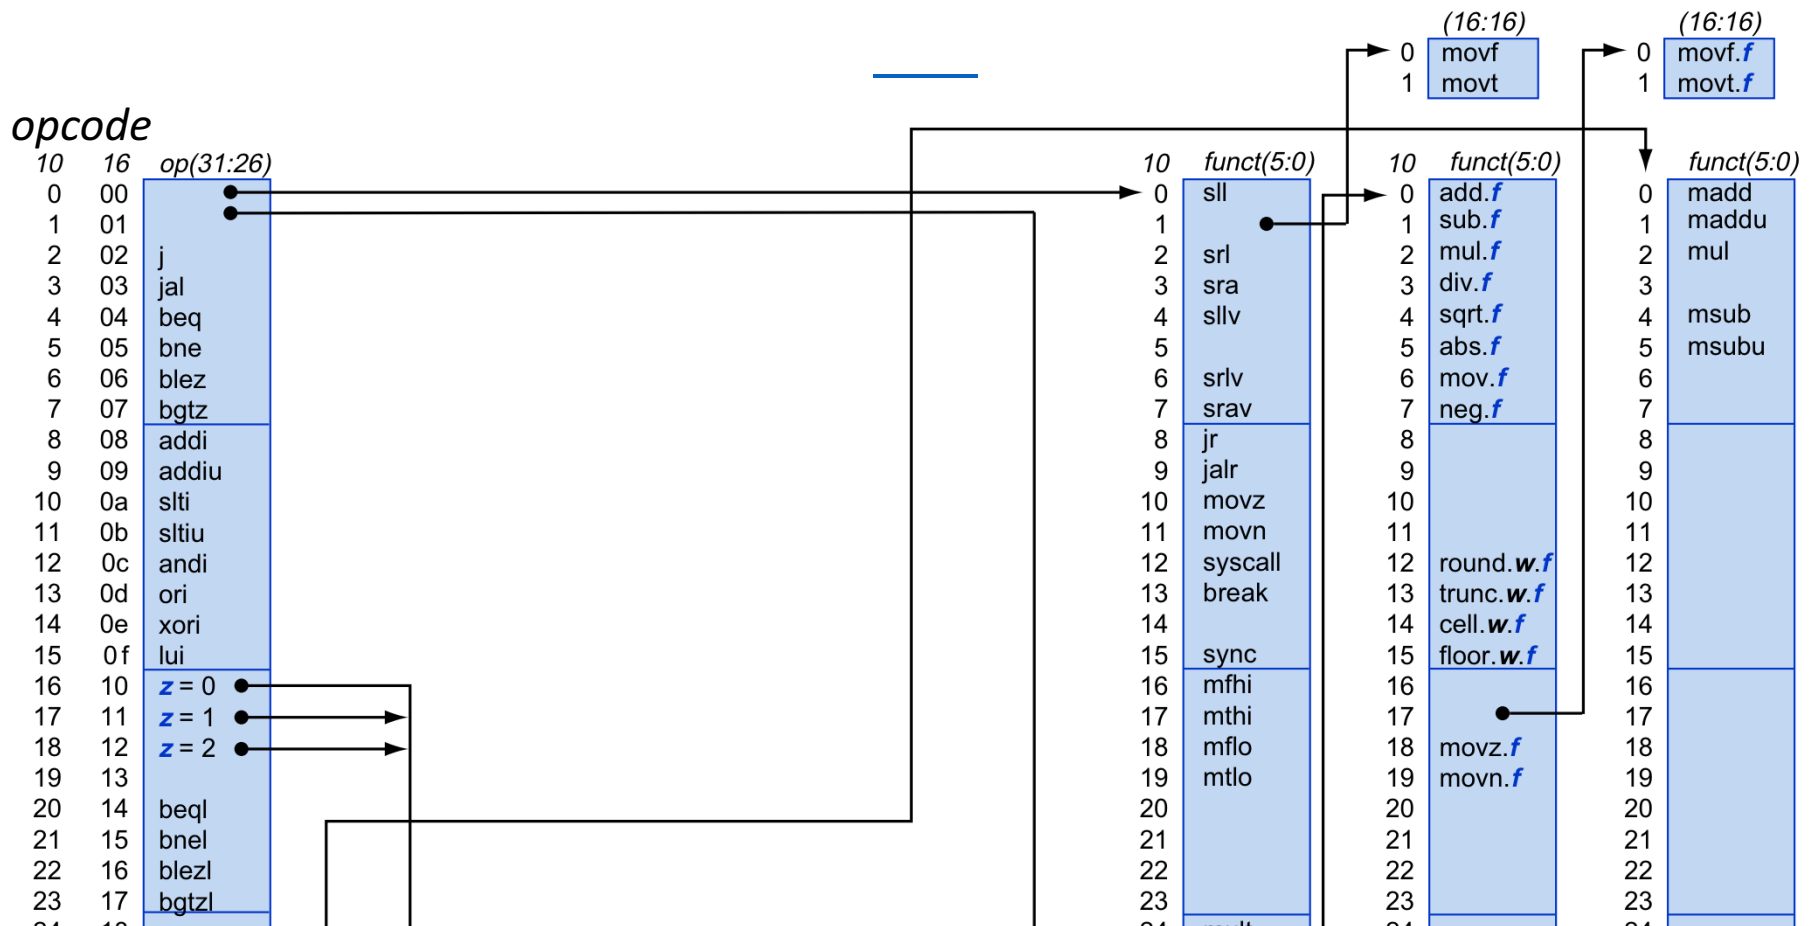 (16:16) (16:16)
0 movf 0 movf.f
1 movt 1 movt.f
opcode
10 16 op(31:26) 10 funct(5:0) 10 funct(5:0) funct(5:0)
0 00 0 sll 0 add.f 0 madd
1 01 1 1 sub.f 1 maddu
2 02 j 2 srl 2 mul.f 2 mul
3 03 jal 3 sra 3 div.f 3
4 04 beq 4 sllv 4 sqrt.f 4 msub
5 05 bne 5 5 abs.f 5 msubu
6 06 blez 6 srlv 6 mov.f 6
7 07 bgtz 7 srav 7 neg.f 7
8 08 addi 8 jr 8 8
9 09 addiu 9 jalr 9 9
10 0a slti 10 movz 10 10
11 0b sltiu 11 movn 11 11
12 0c andi 12 syscall 12 round.w.f 12
13 0d ori 13 break 13 trunc.w.f 13
14 0e xori 14 14 cell.w.f 14
15 0f lui 15 sync 15 floor.w.f 15
16 10 z = 0 16 mfhi 16 16
17 11 z = 1 17 mthi 17 17
18 12 z = 2 18 mflo 18 movz.f 18
19 13 19 mtlo 19 movn.f 19
20 14 beql 20 20 20
21 15 bnel 21 21 21
22 16 blezl 22 22 22
23 17 bgtzl 23 23 23